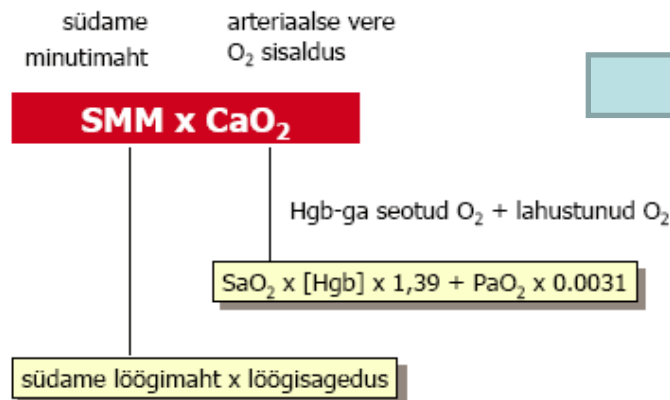 südame
minutimaht
arteriaalse vere
O₂ sisaldus
SMM x CaO₂
Hgb-ga seotud O₂ + lahustunud O₂
SaO₂ x [Hgb] x 1,39 + PaO₂ x 0.0031
südame löögimaht x löögisagedus